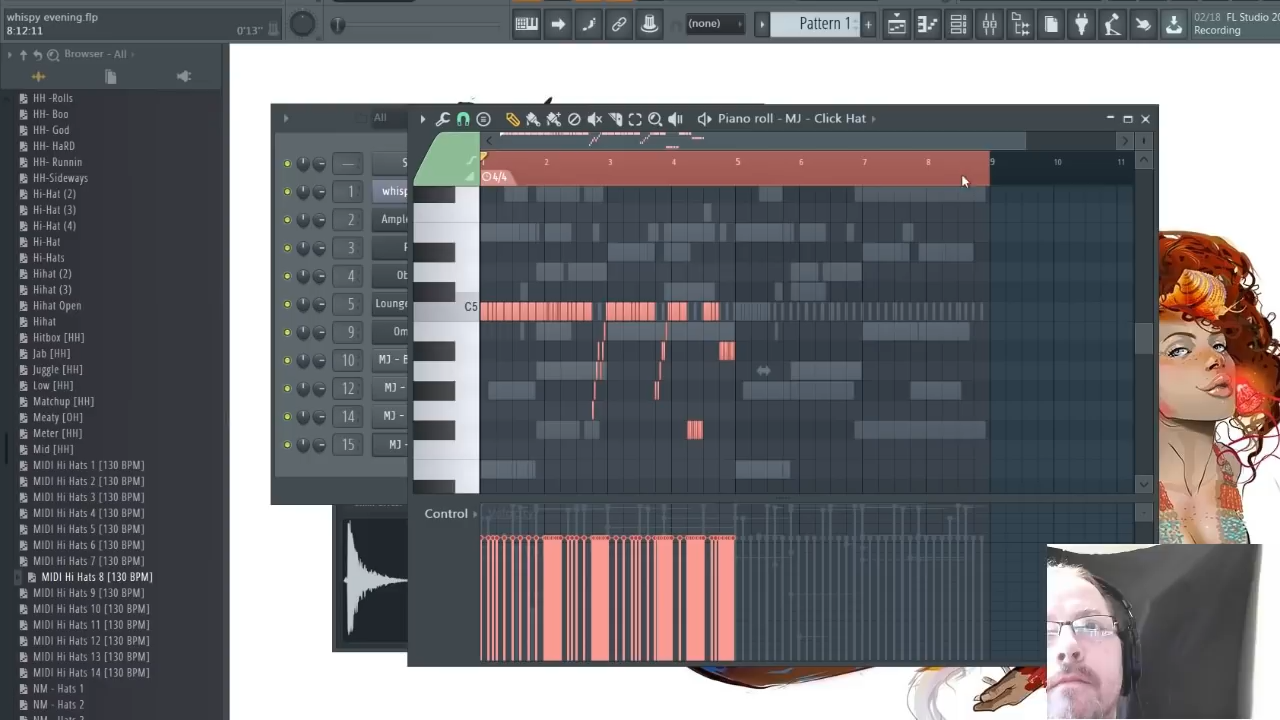 whispy evening.flp
8:12:11
0'13"
(none)
Pattern 1
02/18 FL Studio 20
Recording
Browser - All
HH -Rolls
HH- Boo
HH- God
HH- HaRD
HH- Runnin
HH-Sideways
Hi-Hat (2)
Hi-Hat (3)
Hi-Hat (4)
Hi-Hat
Hi-Hats
Hihat (2)
Hihat (3)
Hihat Open
Hihat
Hitbox [HH]
Jab [HH]
Juggle [HH]
Low [HH]
Matchup [HH]
Meaty [OH]
Meter [HH]
Mid [HH]
MIDI Hi Hats 1 [130 BPM]
MIDI Hi Hats 2 [130 BPM]
MIDI Hi Hats 3 [130 BPM]
MIDI Hi Hats 4 [130 BPM]
MIDI Hi Hats 5 [130 BPM]
MIDI Hi Hats 6 [130 BPM]
MIDI Hi Hats 7 [130 BPM]
MIDI Hi Hats 8 [130 BPM]
MIDI Hi Hats 9 [130 BPM]
MIDI Hi Hats 10 [130 BPM]
MIDI Hi Hats 11 [130 BPM]
MIDI Hi Hats 12 [130 BPM]
MIDI Hi Hats 13 [130 BPM]
MIDI Hi Hats 14 [130 BPM]
NM - Hats 1
NM - Hats 2
All
S
1 whisp
2 Ample
3
4 Ob
5 Lounge
9 Om
10 MJ - B
12 MJ -
14 MJ -
15 MJ -
Piano roll - MJ - Click Hat
1 2 3 4 5 6 7 8 9 10 11
4/4
C5
Control